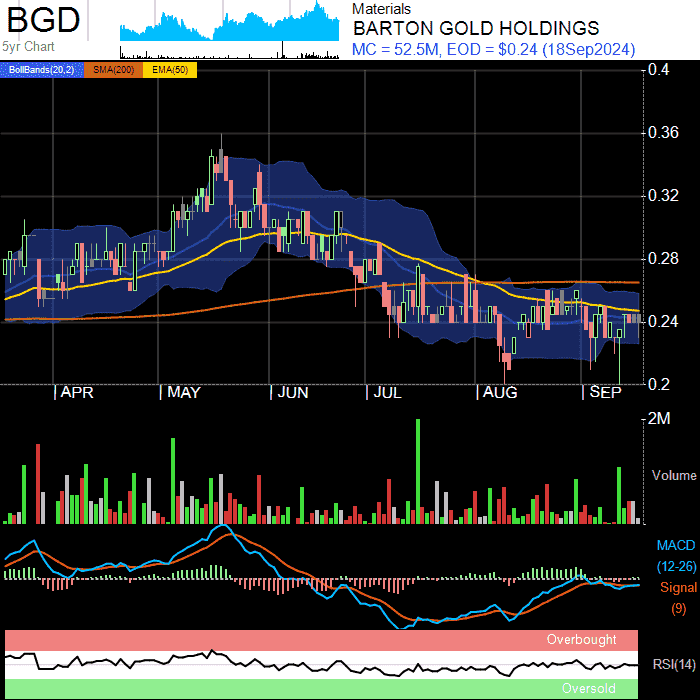 BGD
5yr Chart
Materials
BARTON GOLD HOLDINGS
MC = 52.5M, EOD = $0.24 (18Sep2024)
BollBands(20,2) SMA(200) EMA(50)
0.4
0.36
0.32
0.28
0.24
0.2
APR MAY JUN JUL AUG SEP
2M
Volume
MACD
(12-26)
Signal
(9)
Overbought
RSI(14)
Oversold